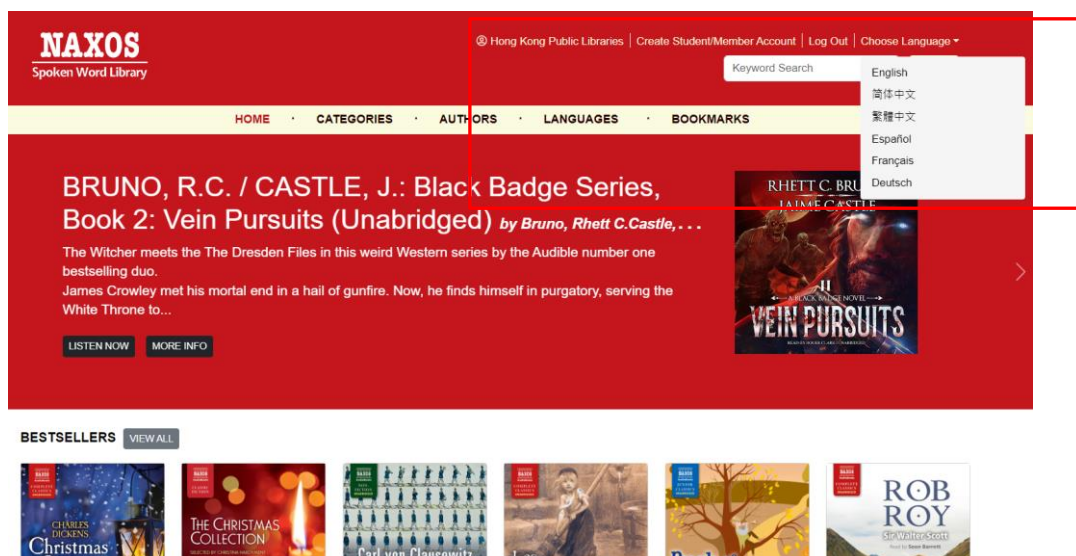 NAXOS
Spoken Word Library
Hong Kong Public Libraries | Create Student/Member Account | Log Out | Choose Language
Keyword Search
English
简体中文
繁體中文
Español
Français
Deutsch
HOME · CATEGORIES · AUTHORS · LANGUAGES · BOOKMARKS
BRUNO, R.C. / CASTLE, J.: Black Badge Series,
Book 2: Vein Pursuits (Unabridged) by Bruno, Rhett C.Castle,...
The Witcher meets the The Dresden Files in this weird Western series by the Audible number one
bestselling duo.
James Crowley met his mortal end in a hail of gunfire. Now, he finds himself in purgatory, serving the
White Throne to...
LISTEN NOW MORE INFO
RHETT C. BRU
JAIME CASTLE
II
A BLACK BADGE NOVEL
VEIN PURSUITS
BESTSELLERS VIEW ALL
CHARLES
DICKENS
Christmas
THE CHRISTMAS
COLLECTION
Carl von Clausewitz
ROB
ROY
Sir Walter Scott
Read by Sean Barrett